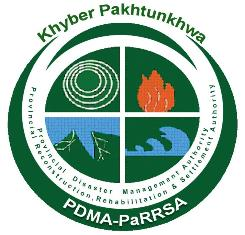 Khyber Pakhtunkhwa
Provincial Disaster Management Authority
Provincial Reconstruction, Rehabilitation & Settlement Authority
PDMA-PaRRSA